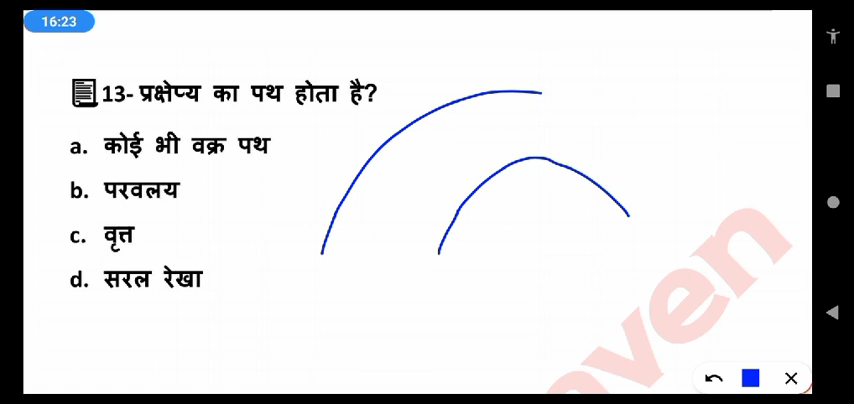 16:23
13- प्रक्षेप्य का पथ होता है?
a. कोई भी वक्र पथ
b. परवलय
c. वृत्त
d. सरल रेखा